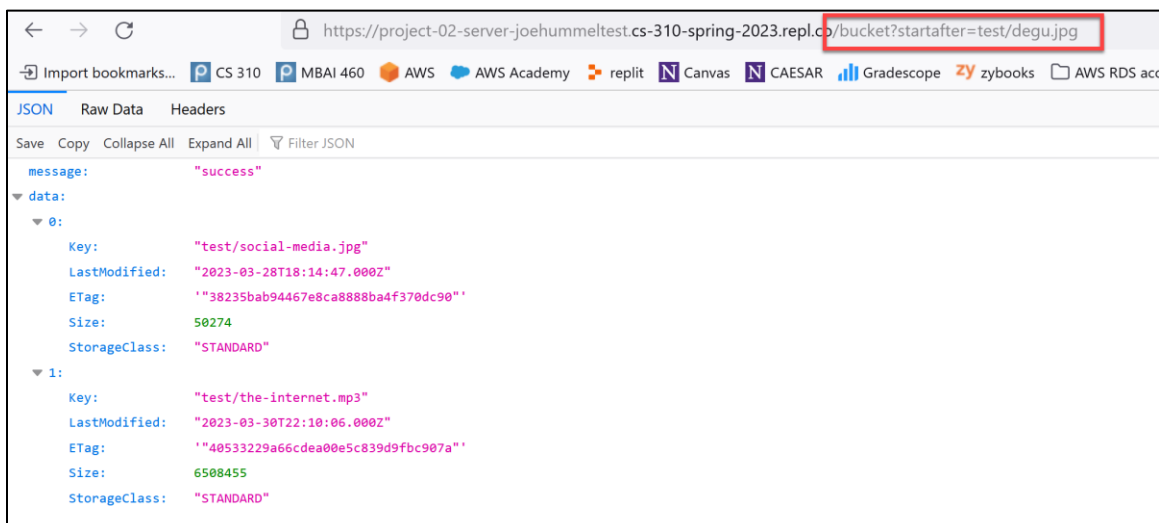 https://project-02-server-joehummeltest.cs-310-spring-2023.repl.co/bucket?startafter=test/degu.jpg
Import bookmarks... CS 310 MBAI 460 AWS AWS Academy replit Canvas CAESAR Gradescope zybooks AWS RDS acc
JSON Raw Data Headers
Save Copy Collapse All Expand All Filter JSON
message: "success"
data:
0:
Key: "test/social-media.jpg"
LastModified: "2023-03-28T18:14:47.000Z"
ETag: '"38235bab94467e8ca8888ba4f370dc90"'
Size: 50274
StorageClass: "STANDARD"
1:
Key: "test/the-internet.mp3"
LastModified: "2023-03-30T22:10:06.000Z"
ETag: '"40533229a66cdea00e5c839d9fbc907a"'
Size: 6508455
StorageClass: "STANDARD"